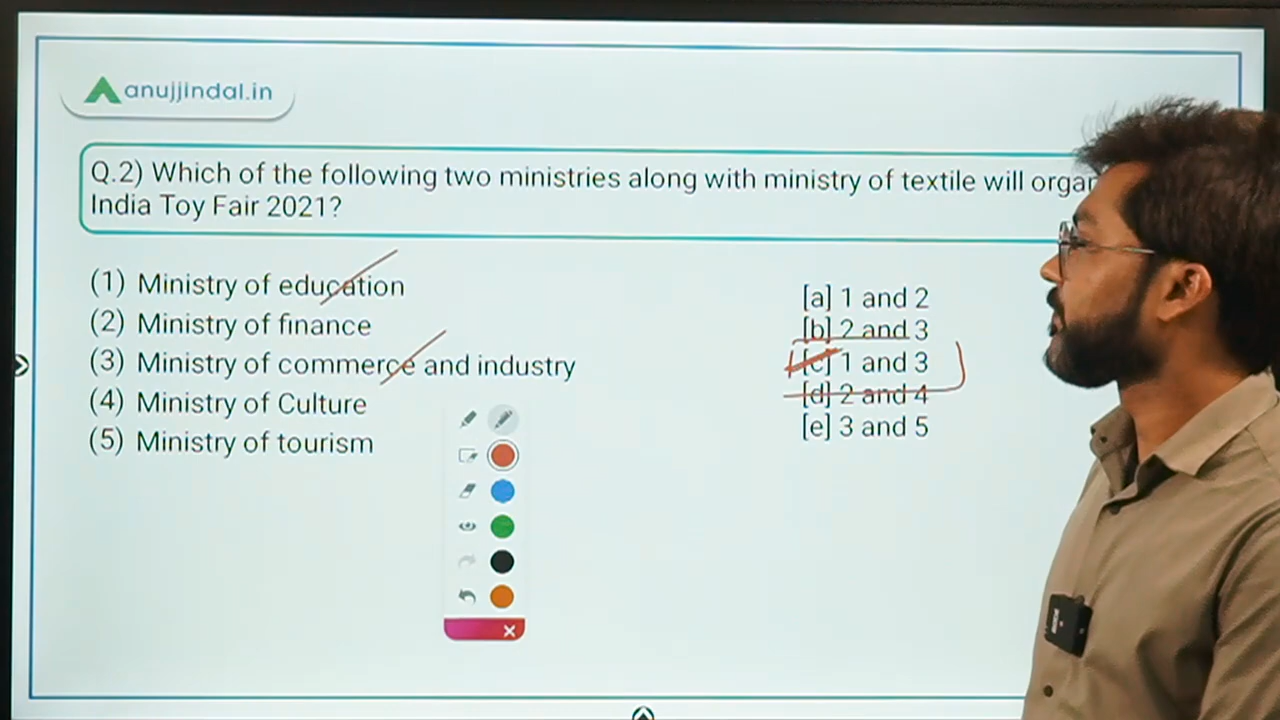 anujjindal.in
Q.2) Which of the following two ministries along with ministry of textile will organ
India Toy Fair 2021?
(1) Ministry of education
(2) Ministry of finance
(3) Ministry of commerce and industry
(4) Ministry of Culture
(5) Ministry of tourism
[a] 1 and 2
[b] 2 and 3
[c] 1 and 3
[d] 2 and 4
[e] 3 and 5